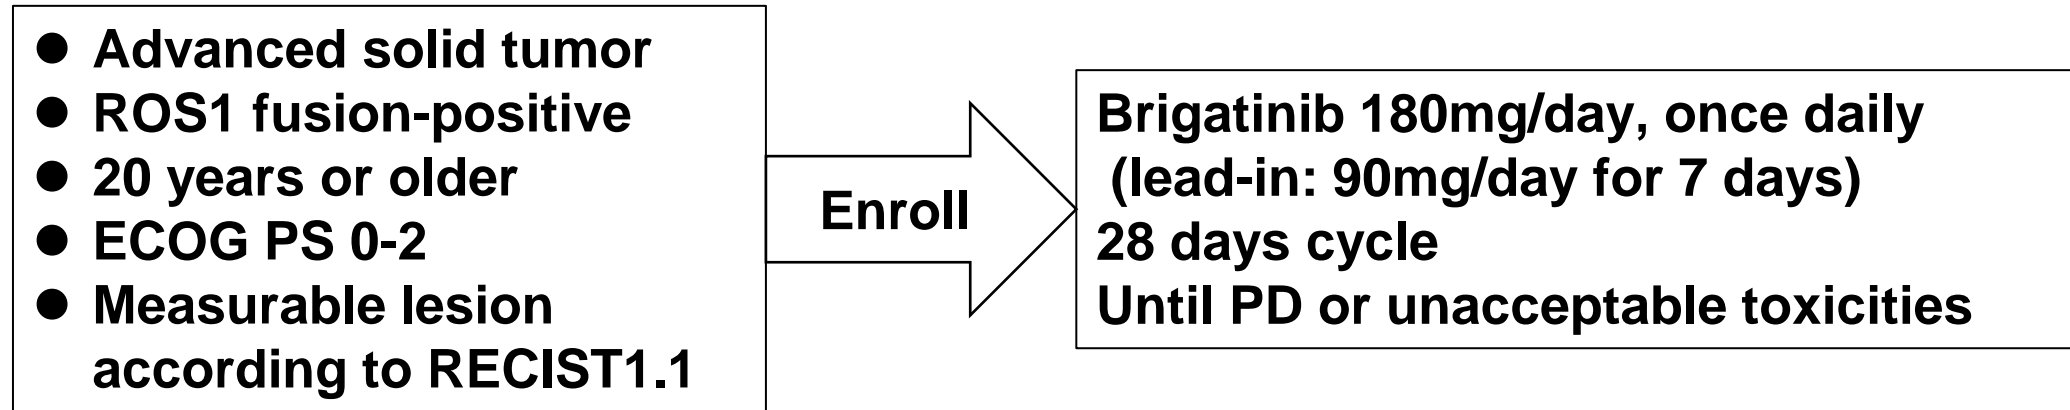 ● Advanced solid tumor
● ROS1 fusion-positive
● 20 years or older
● ECOG PS 0-2
● Measurable lesion
according to RECIST1.1
Enroll
Brigatinib 180mg/day, once daily
(lead-in: 90mg/day for 7 days)
28 days cycle
Until PD or unacceptable toxicities